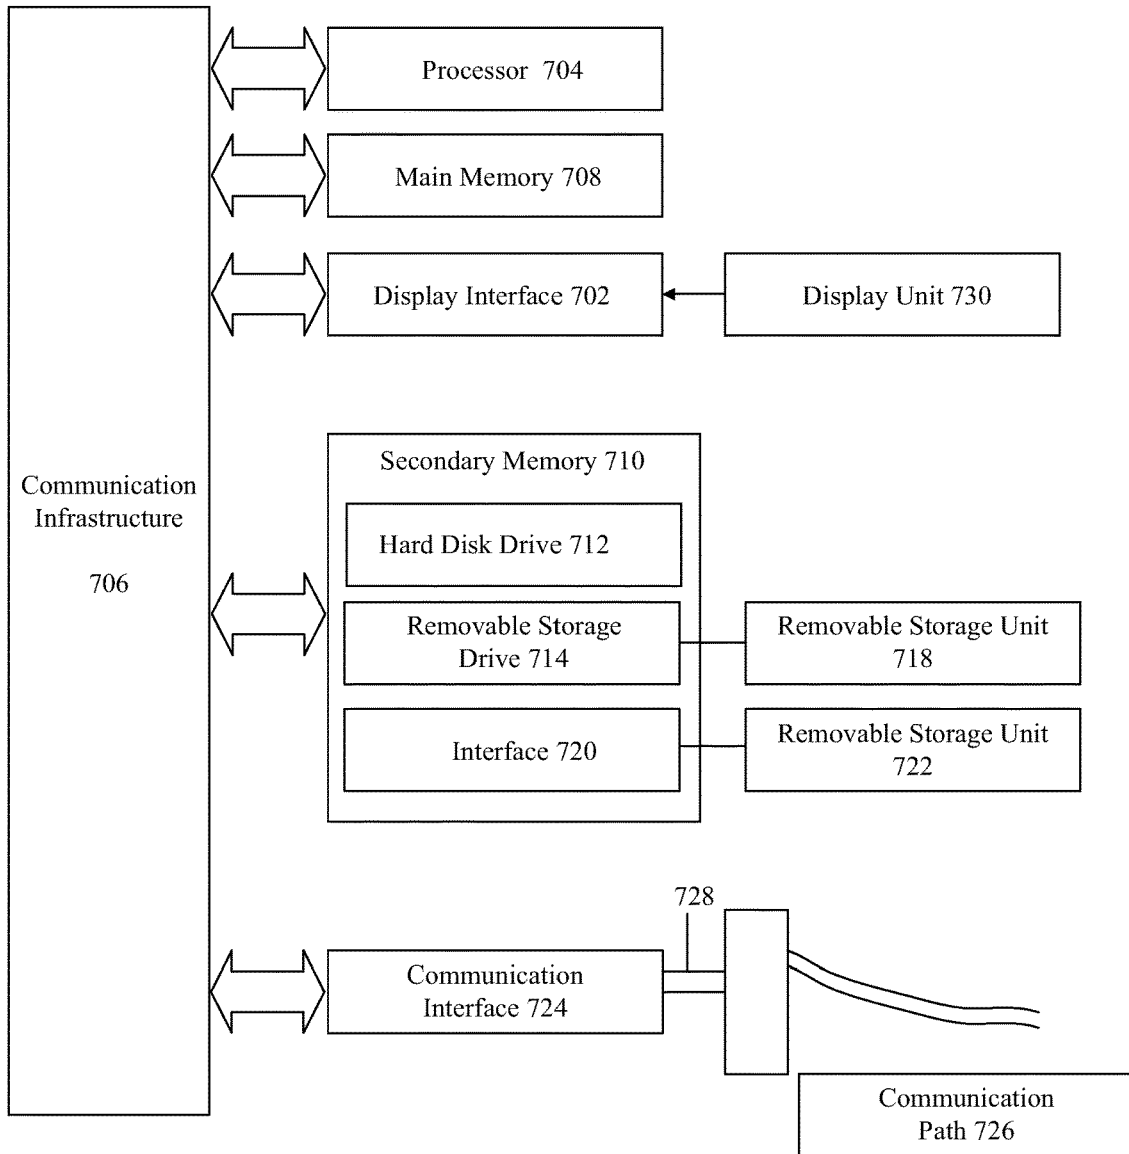 Processor 704
Main Memory 708
Display Interface 702
Display Unit 730
Communication
Infrastructure
706
Secondary Memory 710
Hard Disk Drive 712
Removable Storage
Drive 714
Removable Storage Unit
718
Interface 720
Removable Storage Unit
722
728
Communication
Interface 724
Communication
Path 726